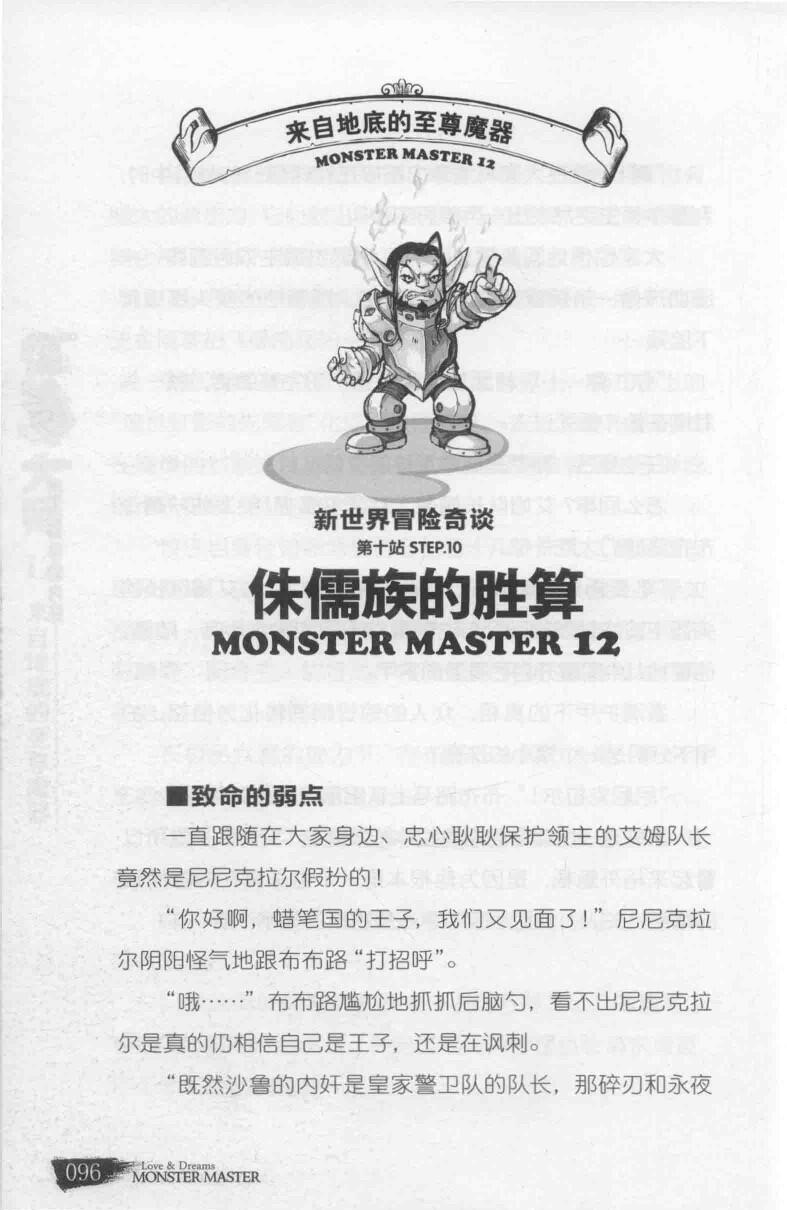 来自地底的至尊魔器
MONSTER MASTER 12
新世界冒险奇谈
第十站 STEP.10
侏儒族的胜算
MONSTER MASTER 12
■致命的弱点
一直跟随在大家身边、忠心耿耿保护领主的艾姆队长
竟然是尼尼克拉尔假扮的！
“你好啊，蜡笔国的王子，我们又见面了！”尼尼克拉
尔阴阳怪气地跟布布路“打招呼”。
“哦……”布布路尴尬地抓抓后脑勺，看不出尼尼克拉
尔是真的仍相信自己是王子，还是在讽刺。
“既然沙鲁的内奸是皇家警卫队的队长，那碎刃和永夜
096
Love & Dreams
MONSTER MASTER